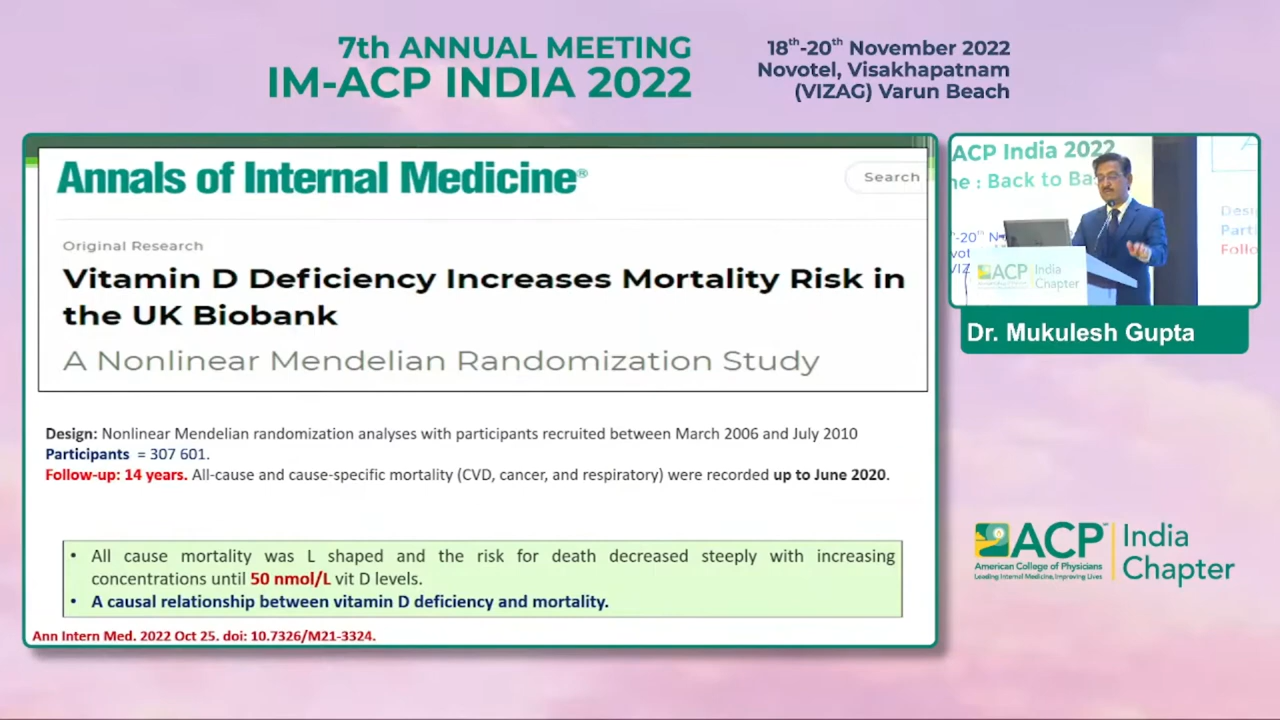 7th ANNUAL MEETING
IM-ACP INDIA 2022
18th-20th November 2022
Novotel, Visakhapatnam
(VIZAG) Varun Beach
Annals of Internal Medicine®
Search
Original Research
Vitamin D Deficiency Increases Mortality Risk in
the UK Biobank
A Nonlinear Mendelian Randomization Study
Design: Nonlinear Mendelian randomization analyses with participants recruited between March 2006 and July 2010
Participants = 307 601.
Follow-up: 14 years. All-cause and cause-specific mortality (CVD, cancer, and respiratory) were recorded up to June 2020.
• All cause mortality was L shaped and the risk for death decreased steeply with increasing
concentrations until 50 nmol/L vit D levels.
• A causal relationship between vitamin D deficiency and mortality.
Ann Intern Med. 2022 Oct 25. doi: 10.7326/M21-3324.
ACP India 2022
: Back to
ACP India
Chapter
Dr. Mukulesh Gupta
ACP™ India
American College of Physicians Chapter
Leading Internal Medicine, Improving Lives